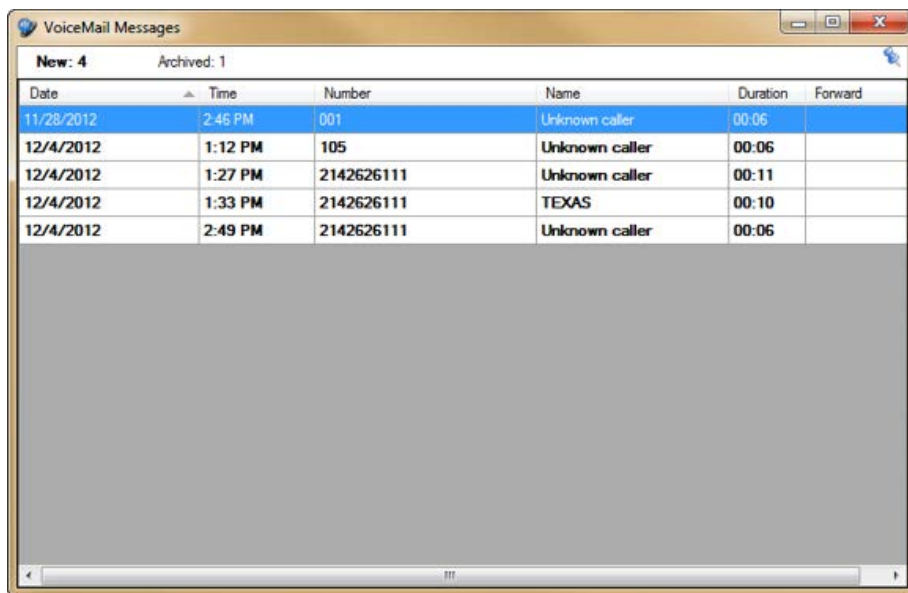 VoiceMail Messages
New: 4 Archived: 1
Date Time Number Name Duration Forward
11/28/2012 2:46 PM 001 Unknown caller 00:06
12/4/2012 1:12 PM 105 Unknown caller 00:06
12/4/2012 1:27 PM 2142626111 Unknown caller 00:11
12/4/2012 1:33 PM 2142626111 TEXAS 00:10
12/4/2012 2:49 PM 2142626111 Unknown caller 00:06